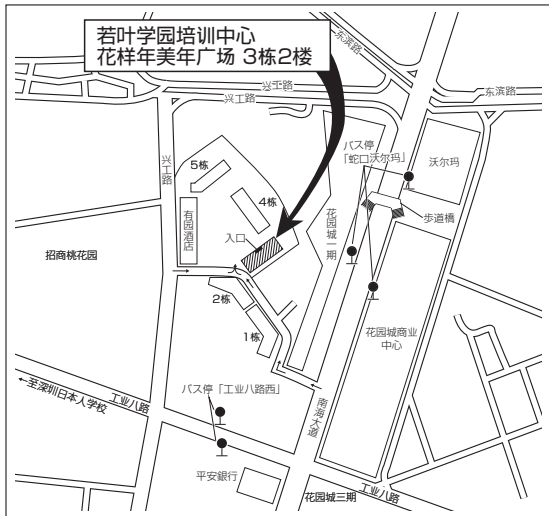 若叶学园培训中心
花样年美年广场 3栋2楼
东滨路
兴工路
兴工路
东滨路
兴工路
バス停
「蛇口沃尔玛」
沃尔玛
5栋
4栋
有园酒店
入口
花园城一期
歩道橋
招商桃花园
2栋
1栋
花园城商业
中心
バス停「工业八路西」
工业八路
←至深圳日本人学校
南海大道
平安銀行
花园城三期
工业八路